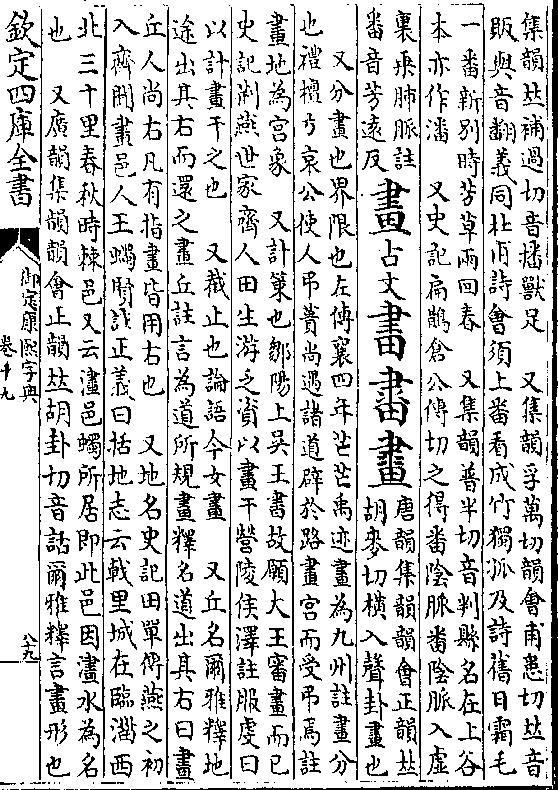 集韻𠀤補過切音播獸足　又集韻孚萬切韻會甫患切𠀤音
販與音翻義同杜甫詩會須上番看成竹獨孤及詩舊日霜毛
一番新別時芳草兩回春　又集韻普半切音判縣名在上谷
本亦作潘　又史記扁鵲倉公傳切之得番陰脈番陰脈入虛
裏乗肺脈註
番音芳遠反
畫
古文
畫𤲯畵
唐韻集韻韻會正韻𠀤
胡麥切橫入聲卦畫也
又分畫也界限也左傳襄四年茫茫禹迹畫為九州註畫分
也禮檀弓哀公使人弔蕢尚遇諸道辟於路畫宮而受弔焉註
畫地為宮象　又計策也鄒陽上吳王書故願大王審畫而已
史記荆燕世家齊人田生游乏資以畫干營陵侯澤註服虔曰
以計畫干之也　又截止也論語今女畫　又丘名爾雅釋地
途出其右而還之畫丘註言為道所規畫釋名道出其右曰畫
丘人尚右凡有指畫皆用右也　又地名史記田單傳燕之初
入齊聞畫邑人王蠋賢註正義曰括地志云戟里城在臨淄西
北三十里春秋時棘邑又云澅邑蠋所居即此邑因澅水為名
也　又廣韻集韻韻會正韻𠀤胡卦切音話爾雅釋言畫形也
欽定四庫全書
御定康熙字典
卷十九
八九